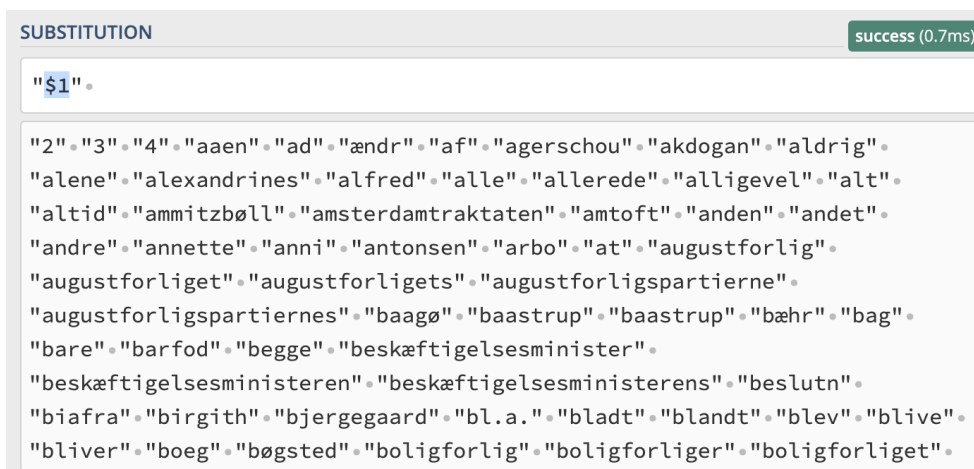 SUBSTITUTION
success (0.7ms)
"$1"•
"2"•"3"•"4"•"aaen"•"ad"•"ændr"•"af"•"agerschou"•"akdogan"•"aldrig"•
"alene"•"alexandrines"•"alfred"•"alle"•"allerede"•"alligevel"•"alt"•
"altid"•"ammitzbøll"•"amsterdamtraktaten"•"amtoft"•"anden"•"andet"•
"andre"•"annette"•"anni"•"antonsen"•"arbo"•"at"•"augustforlig"•
"augustforliget"•"augustforligets"•"augustforligspartierne"•
"augustforligspartiernes"•"baagø"•"baastrup"•"baastrup"•"bæhr"•"bag"•
"bare"•"barfod"•"begge"•"beskæftigelsesminister"•
"beskæftigelsesministeren"•"beskæftigelsesministerens"•"beslutn"•
"biafra"•"birgith"•"bjergegaard"•"bl.a."•"bladt"•"blandt"•"blev"•"blive"•
"bliver"•"boeg"•"bøgsted"•"boligforlig"•"boligforliger"•"boligforliget"•